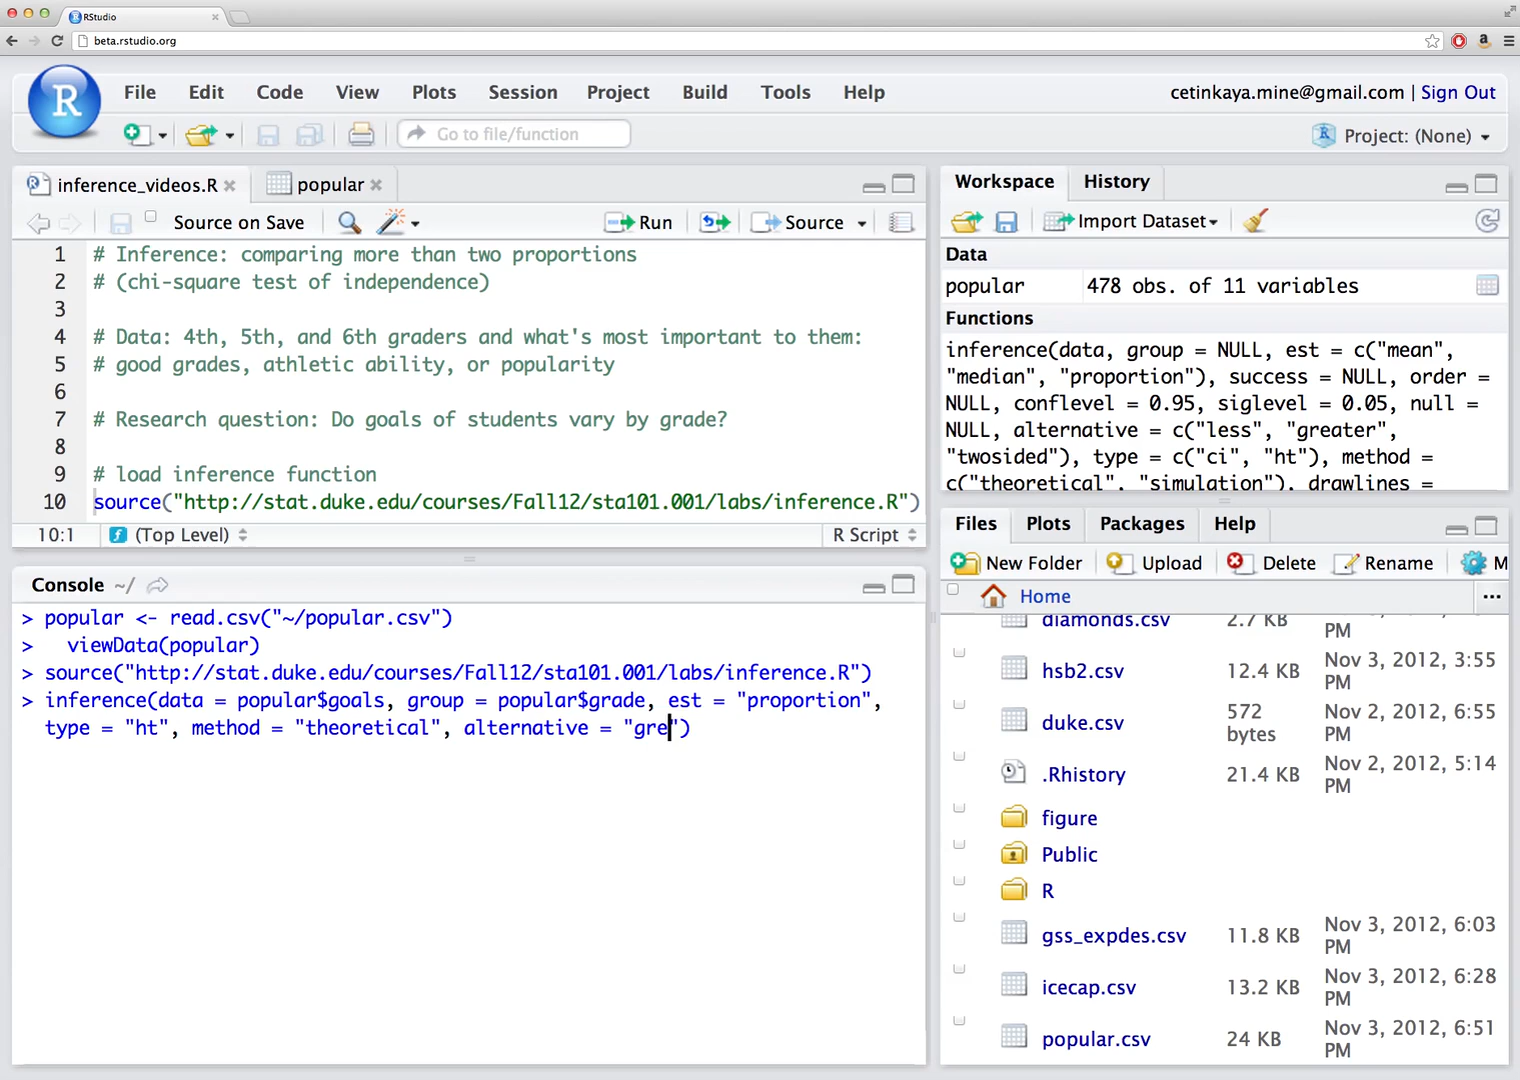 RStudio
beta.rstudio.org
R
File Edit Code View Plots Session Project Build Tools Help
cetinkaya.mine@gmail.com | Sign Out
Go to file/function
Project: (None)
inference_videos.R
popular
Source on Save
Run
Source
1 # Inference: comparing more than two proportions
2 # (chi-square test of independence)
3
4 # Data: 4th, 5th, and 6th graders and what's most important to them:
5 # good grades, athletic ability, or popularity
6
7 # Research question: Do goals of students vary by grade?
8
9 # load inference function
10 source("http://stat.duke.edu/courses/Fall12/sta101.001/labs/inference.R")
10:1 (Top Level) R Script
Console ~/
> popular <- read.csv("~/popular.csv")
>   viewData(popular)
> source("http://stat.duke.edu/courses/Fall12/sta101.001/labs/inference.R")
> inference(data = popular$goals, group = popular$grade, est = "proportion",
type = "ht", method = "theoretical", alternative = "gre")
Workspace History
Import Dataset
Data
popular 478 obs. of 11 variables
Functions
inference(data, group = NULL, est = c("mean",
"median", "proportion"), success = NULL, order =
NULL, conflevel = 0.95, siglevel = 0.05, null =
NULL, alternative = c("less", "greater",
"twosided"), type = c("ci", "ht"), method =
c("theoretical", "simulation"), drawlines =
Files Plots Packages Help
New Folder Upload Delete Rename M
Home ...
diamonds.csv 2.7 KB PM
hsb2.csv 12.4 KB Nov 3, 2012, 3:55 PM
duke.csv 572 bytes Nov 2, 2012, 6:55 PM
.Rhistory 21.4 KB Nov 2, 2012, 5:14 PM
figure
Public
R
gss_expdes.csv 11.8 KB Nov 3, 2012, 6:03 PM
icecap.csv 13.2 KB Nov 3, 2012, 6:28 PM
popular.csv 24 KB Nov 3, 2012, 6:51 PM